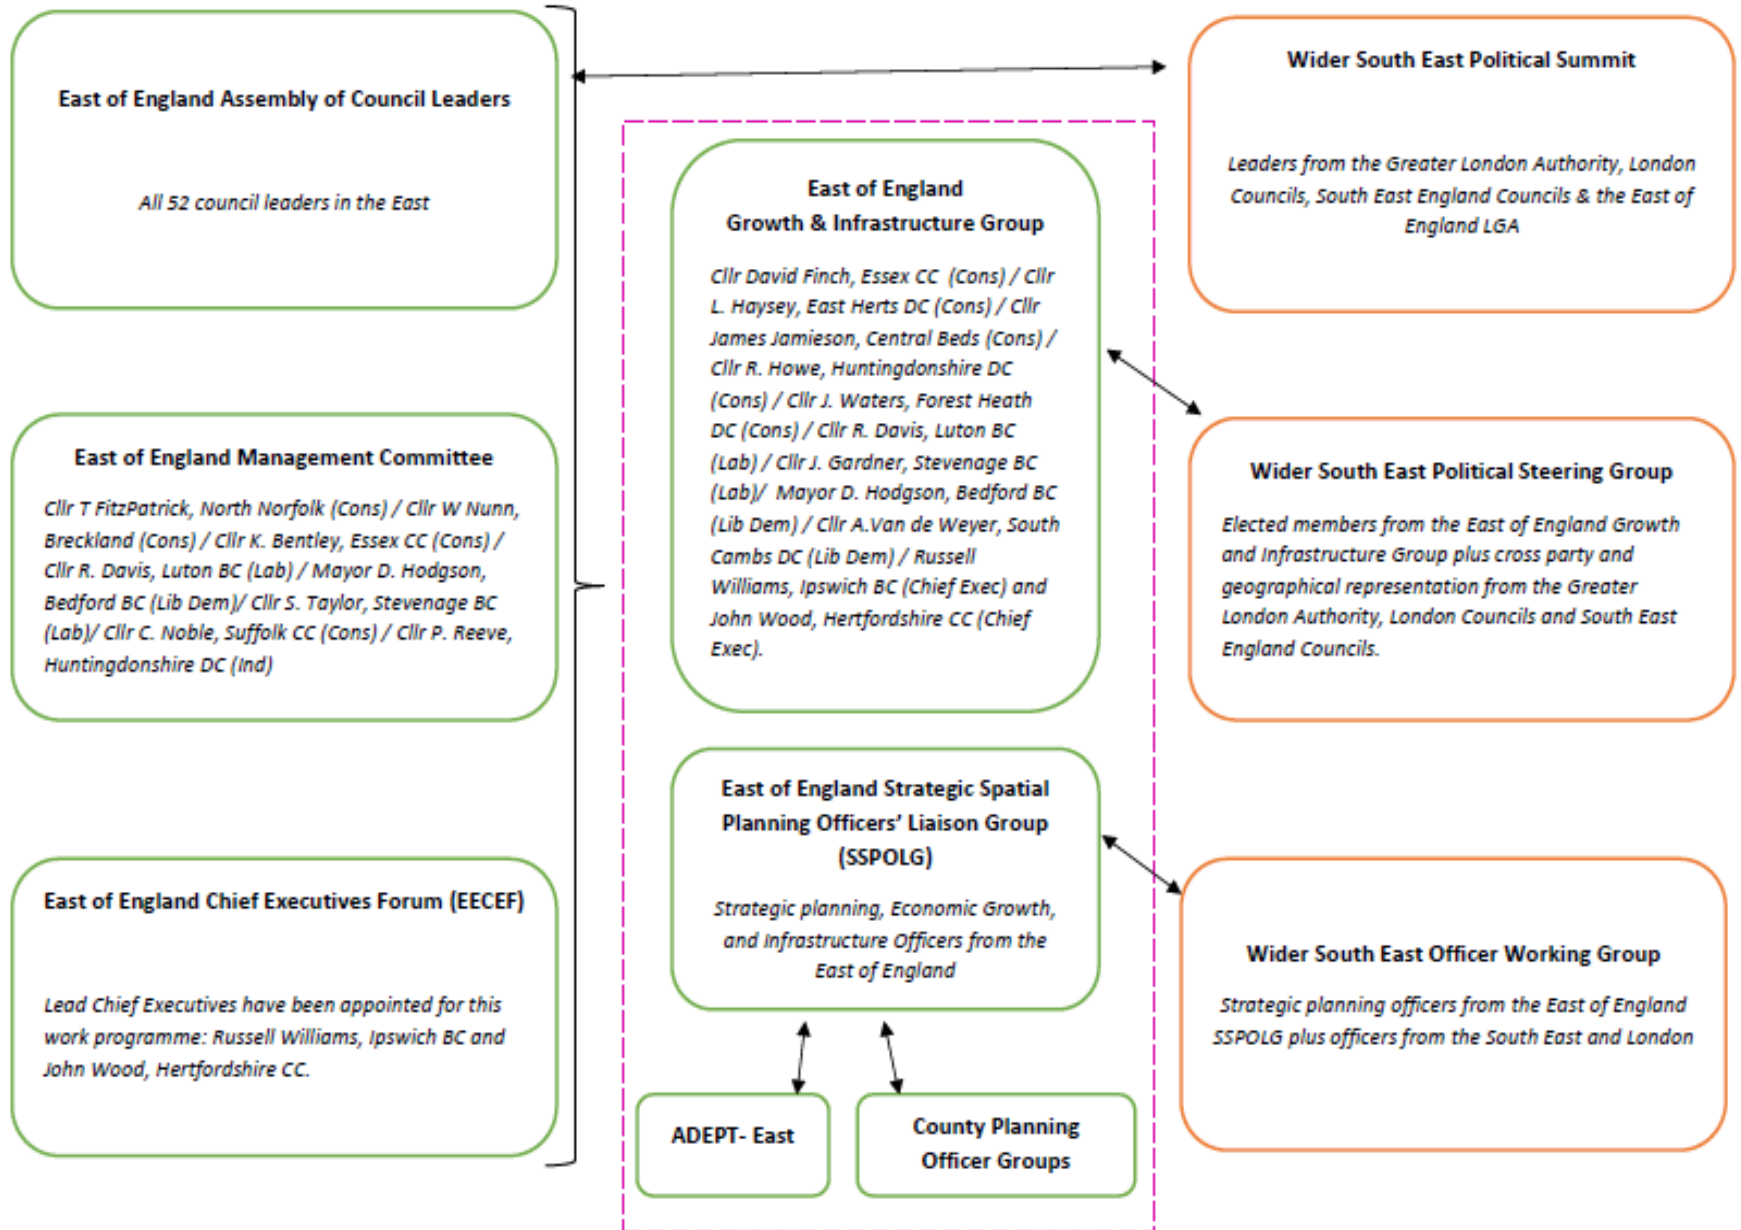 East of England Assembly of Council Leaders
All 52 council leaders in the East
East of England Management Committee
Cllr T FitzPatrick, North Norfolk (Cons) / Cllr W Nunn,
Breckland (Cons) / Cllr K. Bentley, Essex CC (Cons) /
Cllr R. Davis, Luton BC (Lab) / Mayor D. Hodgson,
Bedford BC (Lib Dem)/ Cllr S. Taylor, Stevenage BC
(Lab)/ Cllr C. Noble, Suffolk CC (Cons) / Cllr P. Reeve,
Huntingdonshire DC (Ind)
East of England Chief Executives Forum (EECEF)
Lead Chief Executives have been appointed for this
work programme: Russell Williams, Ipswich BC and
John Wood, Hertfordshire CC.
East of England
Growth & Infrastructure Group
Cllr David Finch, Essex CC (Cons) / Cllr
L. Haysey, East Herts DC (Cons) / Cllr
James Jamieson, Central Beds (Cons) /
Cllr R. Howe, Huntingdonshire DC
(Cons) / Cllr J. Waters, Forest Heath
DC (Cons) / Cllr R. Davis, Luton BC
(Lab) / Cllr J. Gardner, Stevenage BC
(Lab)/ Mayor D. Hodgson, Bedford BC
(Lib Dem) / Cllr A.Van de Weyer, South
Cambs DC (Lib Dem) / Russell
Williams, Ipswich BC (Chief Exec) and
John Wood, Hertfordshire CC (Chief
Exec).
East of England Strategic Spatial
Planning Officers’ Liaison Group
(SSPOLG)
Strategic planning, Economic Growth,
and Infrastructure Officers from the
East of England
ADEPT- East
County Planning
Officer Groups
Wider South East Political Summit
Leaders from the Greater London Authority, London
Councils, South East England Councils & the East of
England LGA
Wider South East Political Steering Group
Elected members from the East of England Growth
and Infrastructure Group plus cross party and
geographical representation from the Greater
London Authority, London Councils and South East
England Councils.
Wider South East Officer Working Group
Strategic planning officers from the East of England
SSPOLG plus officers from the South East and London